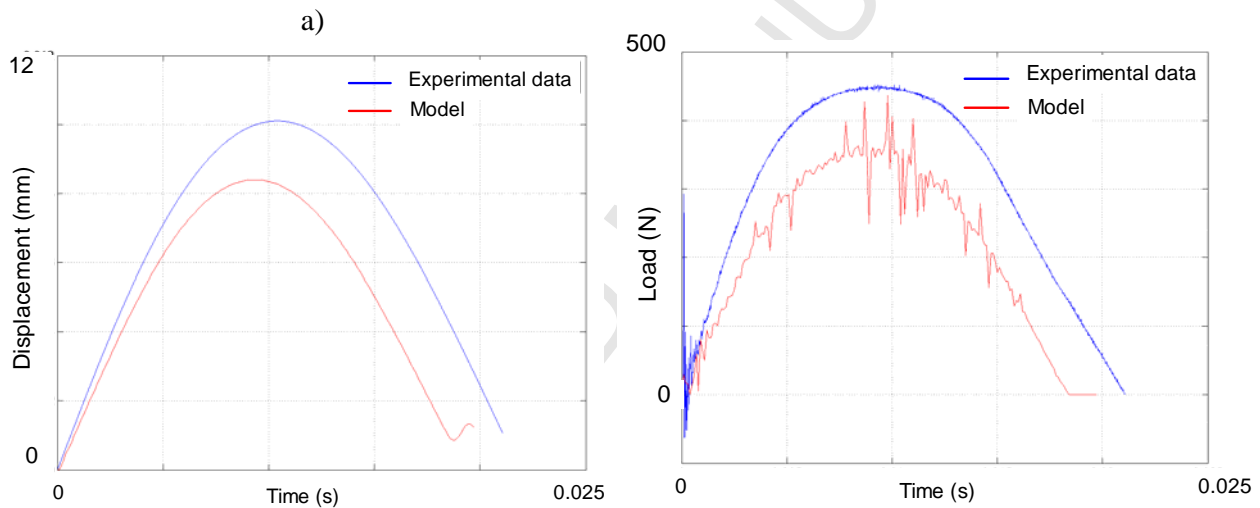 a)
12
Experimental data
Model
Displacement (mm)
0
0
Time (s)
0.025
500
Experimental data
Model
Load (N)
0
0
Time (s)
0.025